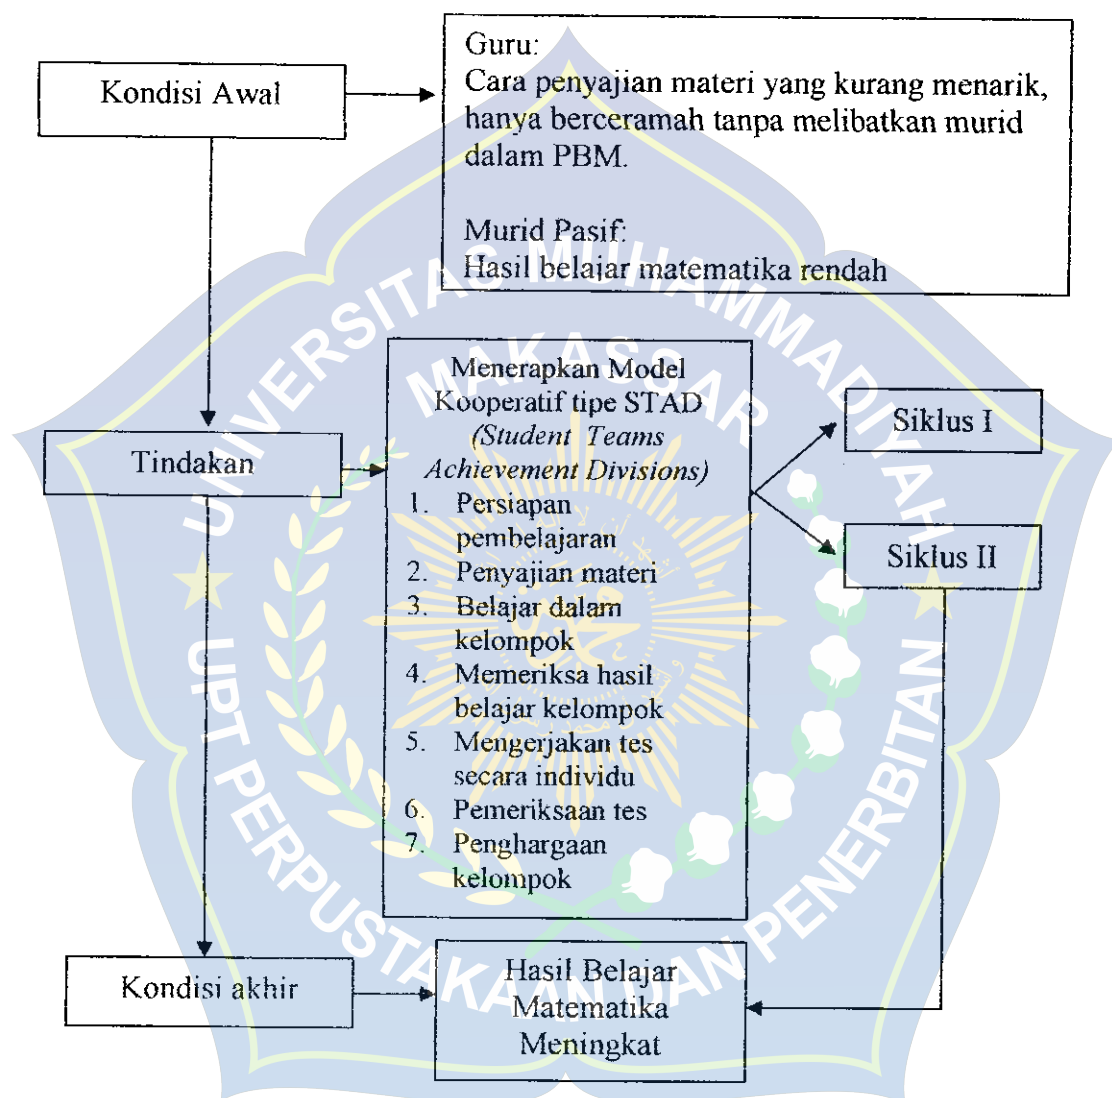 Kondisi Awal
Guru:
Cara penyajian materi yang kurang menarik,
hanya berceramah tanpa melibatkan murid
dalam PBM.
Murid Pasif:
Hasil belajar matematika rendah
Tindakan
Menerapkan Model
Kooperatif tipe STAD
(Student Teams
Achievement Divisions)
1. Persiapan
pembelajaran
2. Penyajian materi
3. Belajar dalam
kelompok
4. Memeriksa hasil
belajar kelompok
5. Mengerjakan tes
secara individu
6. Pemeriksaan tes
7. Penghargaan
kelompok
Siklus I
Siklus II
Kondisi akhir
Hasil Belajar
Matematika
Meningkat
UNIVERSITAS MUHAMMADIYAH
MAKASSAR
UPT PERPUSTAKAAN DAN PENERBITAN